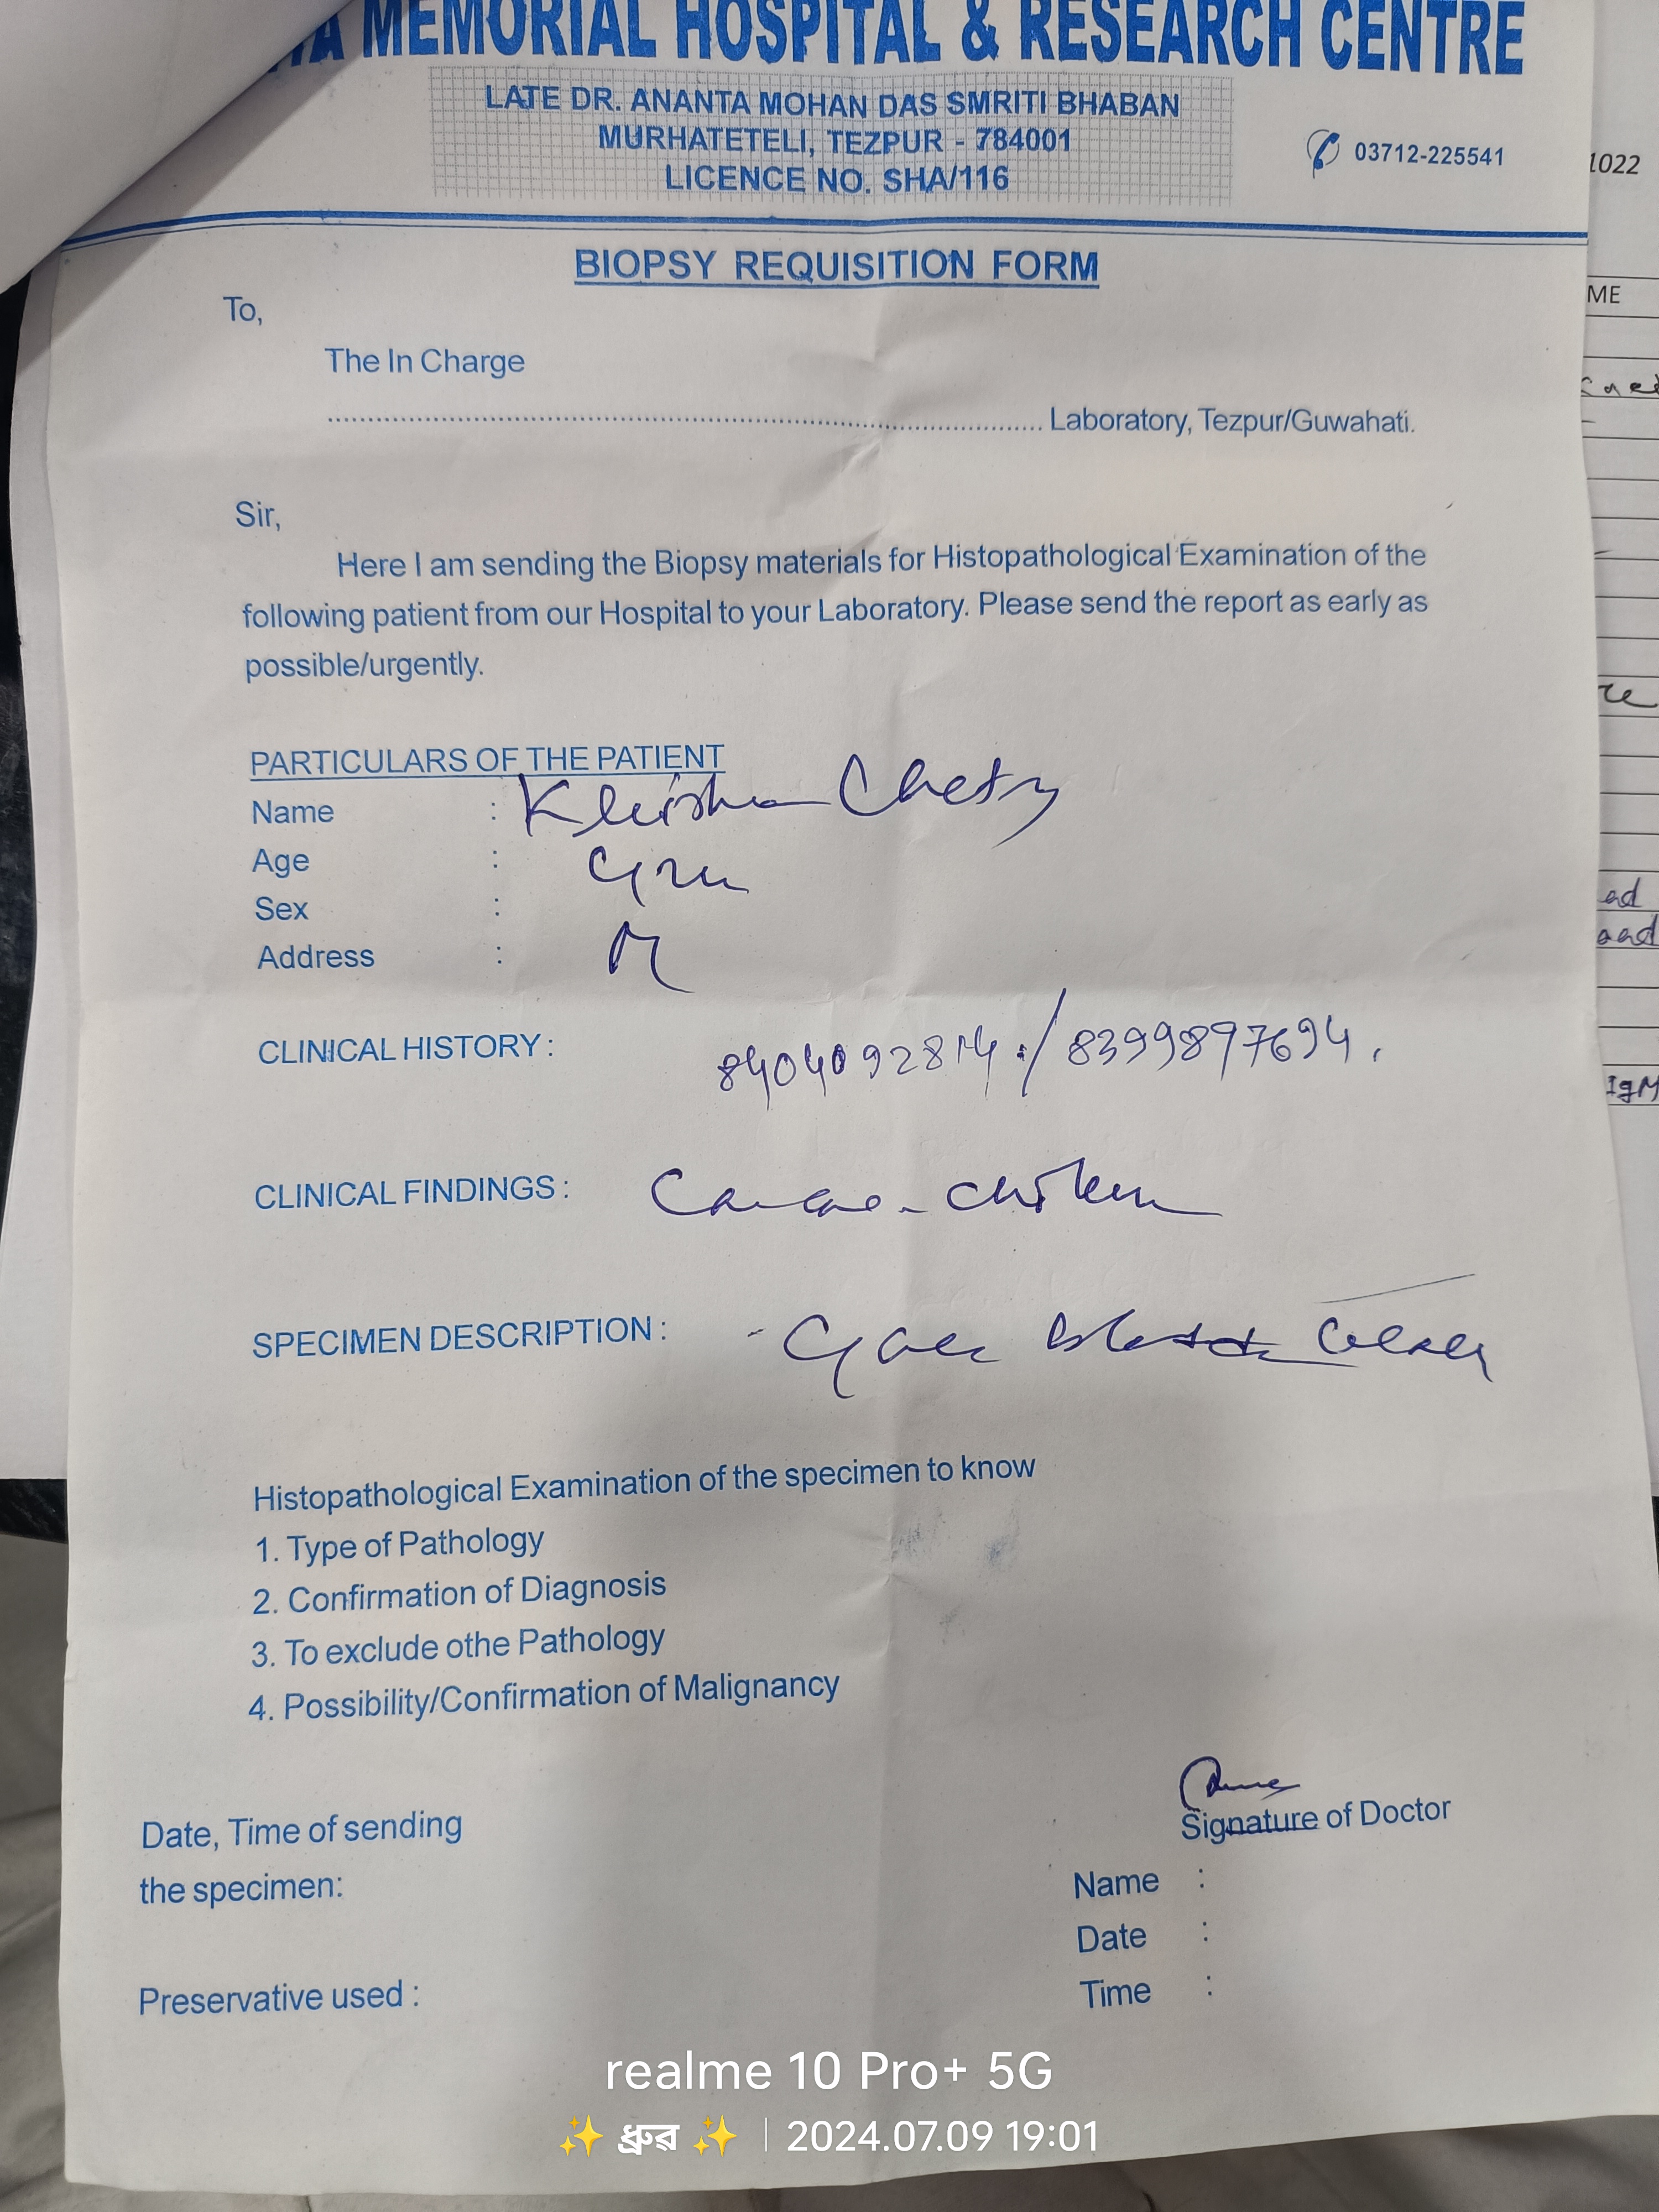 MEMORIAL HOSPITAL & RESEARCH CENTRE
LATE DR. ANANTA MOHAN DAS SMRITI BHABAN
MURHATETELI, TEZPUR - 784001
LICENCE NO. SHA/116
03712-225541
1022
BIOPSY REQUISITION FORM
ME
To,
The In Charge
Laboratory, Tezpur/Guwahati.
Sir,
Here I am sending the Biopsy materials for Histopathological Examination of the
following patient from our Hospital to your Laboratory. Please send the report as early as
possible/urgently.
PARTICULARS OF THE PATIENT
Name :
Age :
Sex :
Address : M
CLINICAL HISTORY : 8404092814 / 8399897694.
IgM
CLINICAL FINDINGS :
SPECIMEN DESCRIPTION :
Histopathological Examination of the specimen to know
1. Type of Pathology
2. Confirmation of Diagnosis
3. To exclude othe Pathology
4. Possibility/Confirmation of Malignancy
Signature of Doctor
Date, Time of sending
the specimen:
Name :
Date :
Time :
Preservative used :
realme 10 Pro+ 5G
✨ ধ্ৰুৱ ✨ | 2024.07.09 19:01